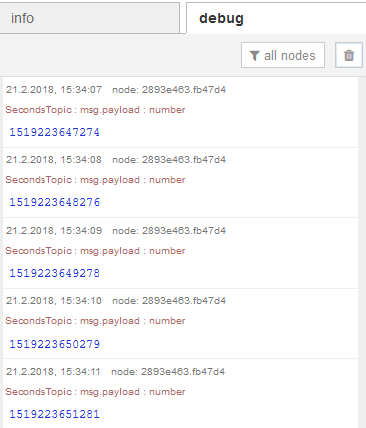 info debug
all nodes
21.2.2018, 15:34:07 node: 2893e463.fb47d4
SecondsTopic : msg.payload : number
1519223647274
21.2.2018, 15:34:08 node: 2893e463.fb47d4
SecondsTopic : msg.payload : number
1519223648276
21.2.2018, 15:34:09 node: 2893e463.fb47d4
SecondsTopic : msg.payload : number
1519223649278
21.2.2018, 15:34:10 node: 2893e463.fb47d4
SecondsTopic : msg.payload : number
1519223650279
21.2.2018, 15:34:11 node: 2893e463.fb47d4
SecondsTopic : msg.payload : number
1519223651281